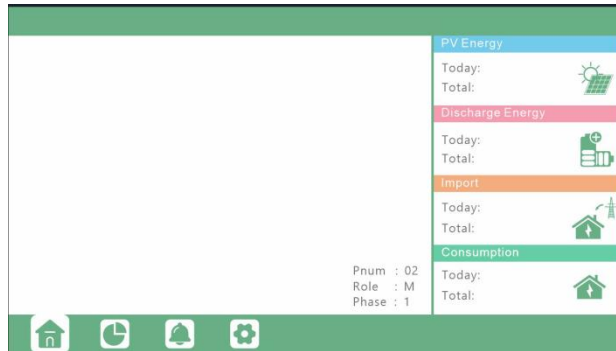 PV Energy
Today:
Total:
Discharge Energy
Today:
Total:
Import
Today:
Total:
Consumption
Today:
Total:
Pnum : 02
Role : M
Phase : 1